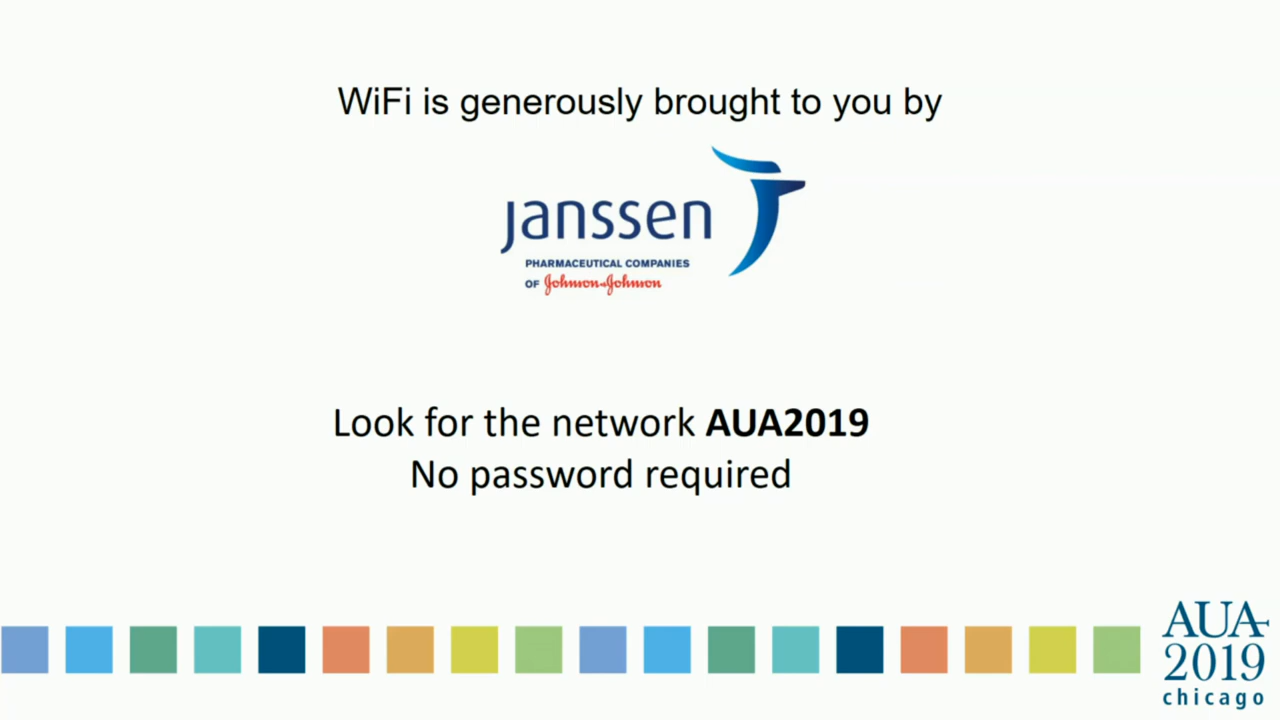 WiFi is generously brought to you by
Janssen
PHARMACEUTICAL COMPANIES
OF Johnson & Johnson
Look for the network AUA2019
No password required
AUA
2019
chicago